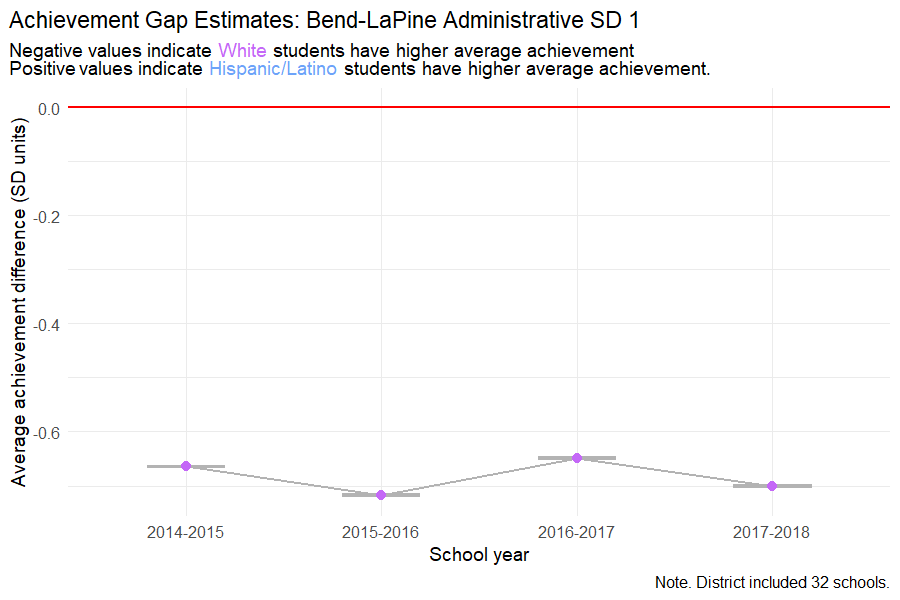 Achievement Gap Estimates: Bend-LaPine Administrative SD 1
Negative values indicate White students have higher average achievement
Positive values indicate Hispanic/Latino students have higher average achievement.
Average achievement difference (SD units)
0.0
-0.2
-0.4
-0.6
2014-2015
2015-2016
2016-2017
2017-2018
School year
Note. District included 32 schools.